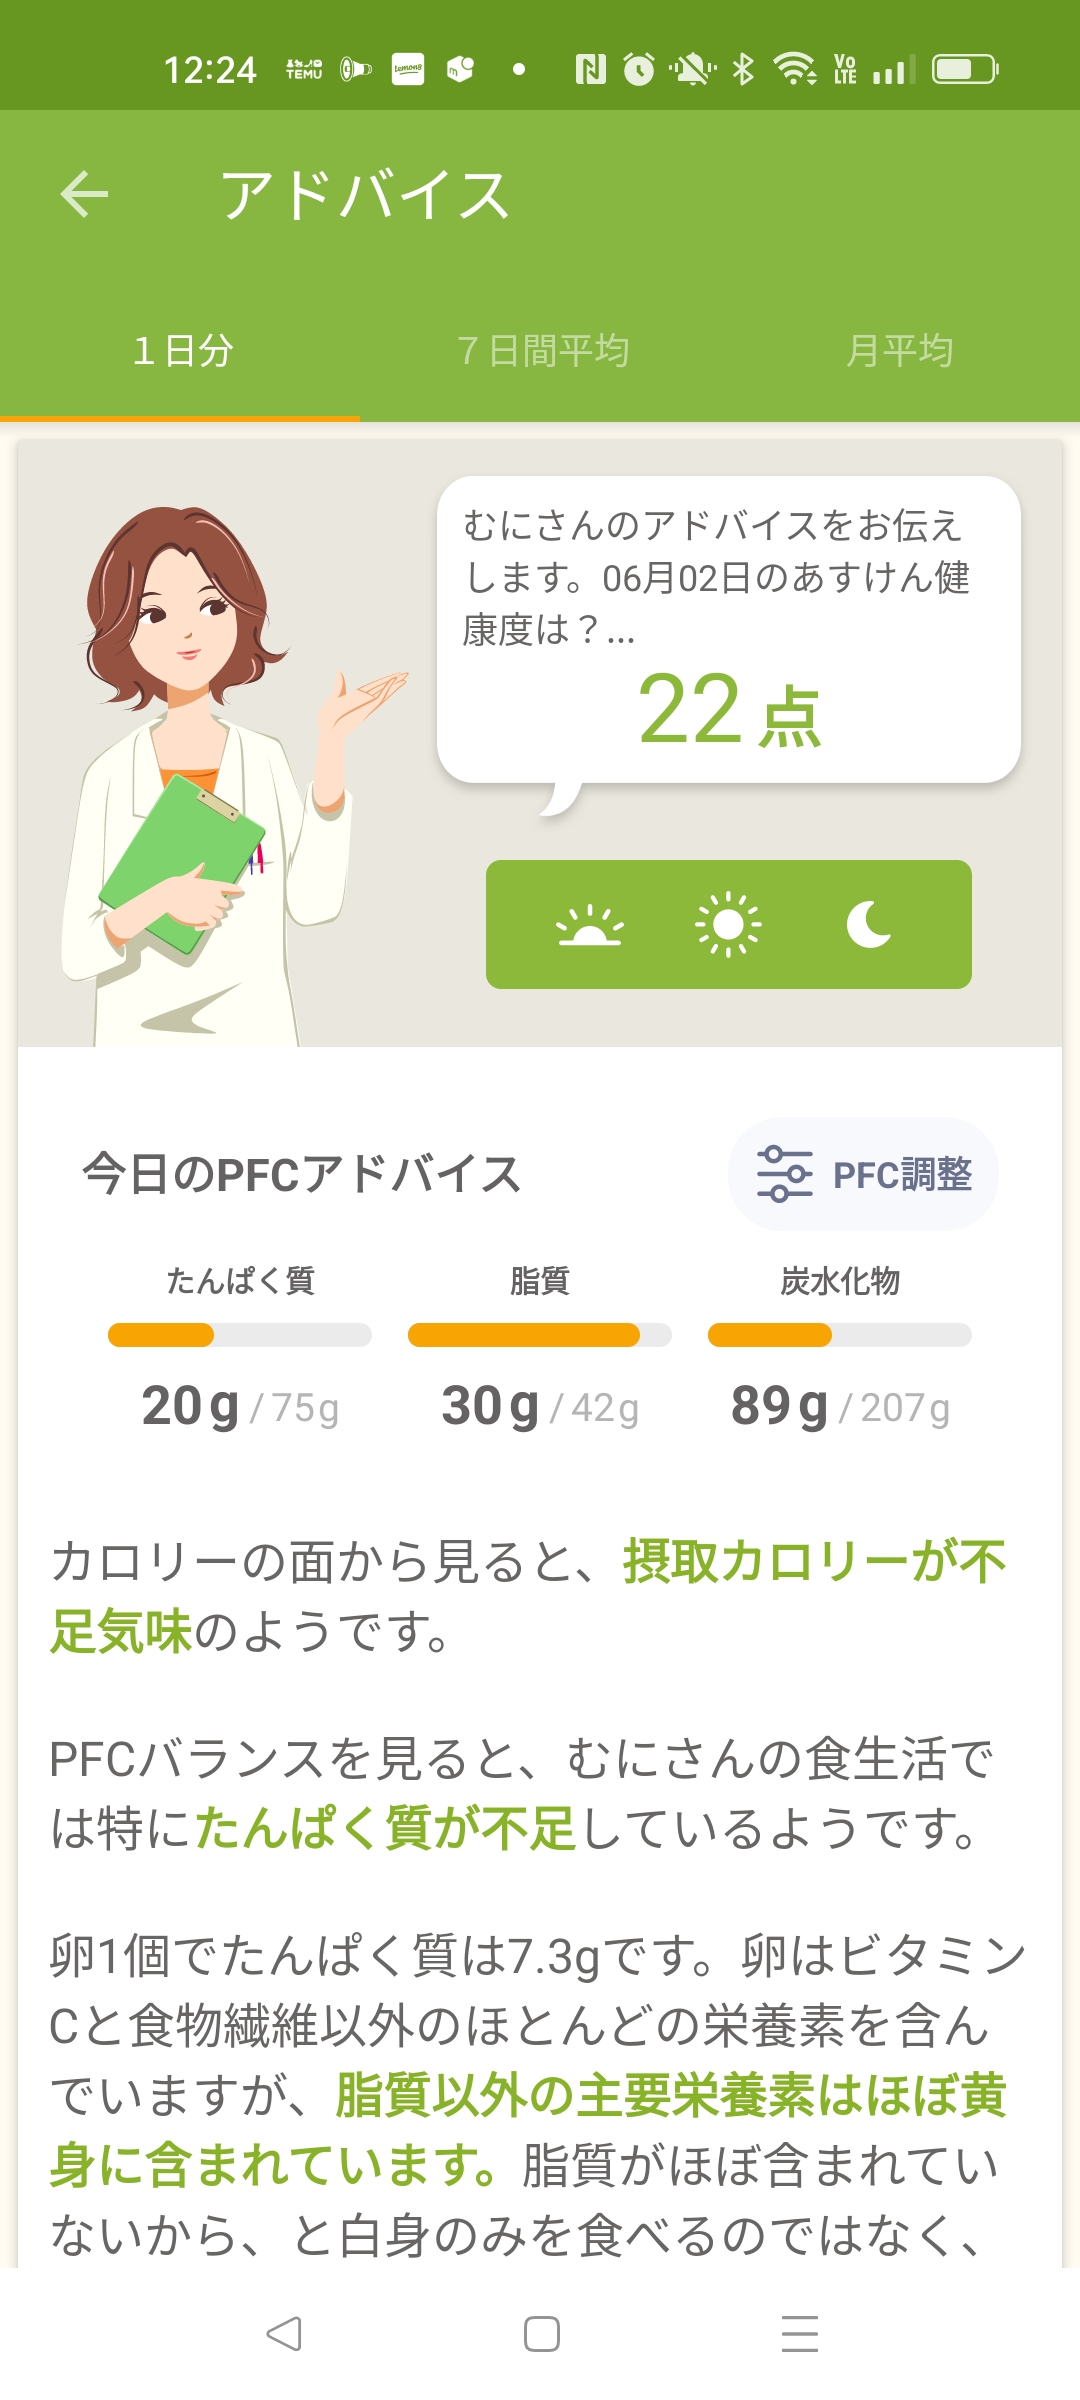 12:24
TEMU
lemon8
Vo
LTE
アドバイス
１日分
７日間平均
月平均
むにさんのアドバイスをお伝え
します。06月02日のあすけん健
康度は？...
22点
今日のPFCアドバイス
PFC調整
たんぱく質
脂質
炭水化物
20g /75g
30g /42g
89g /207g
カロリーの面から見ると、摂取カロリーが不
足気味のようです。
PFCバランスを見ると、むにさんの食生活で
は特にたんぱく質が不足しているようです。
卵1個でたんぱく質は7.3gです。卵はビタミン
Cと食物繊維以外のほとんどの栄養素を含ん
でいますが、脂質以外の主要栄養素はほぼ黄
身に含まれています。脂質がほぼ含まれてい
ないから、と白身のみを食べるのではなく、